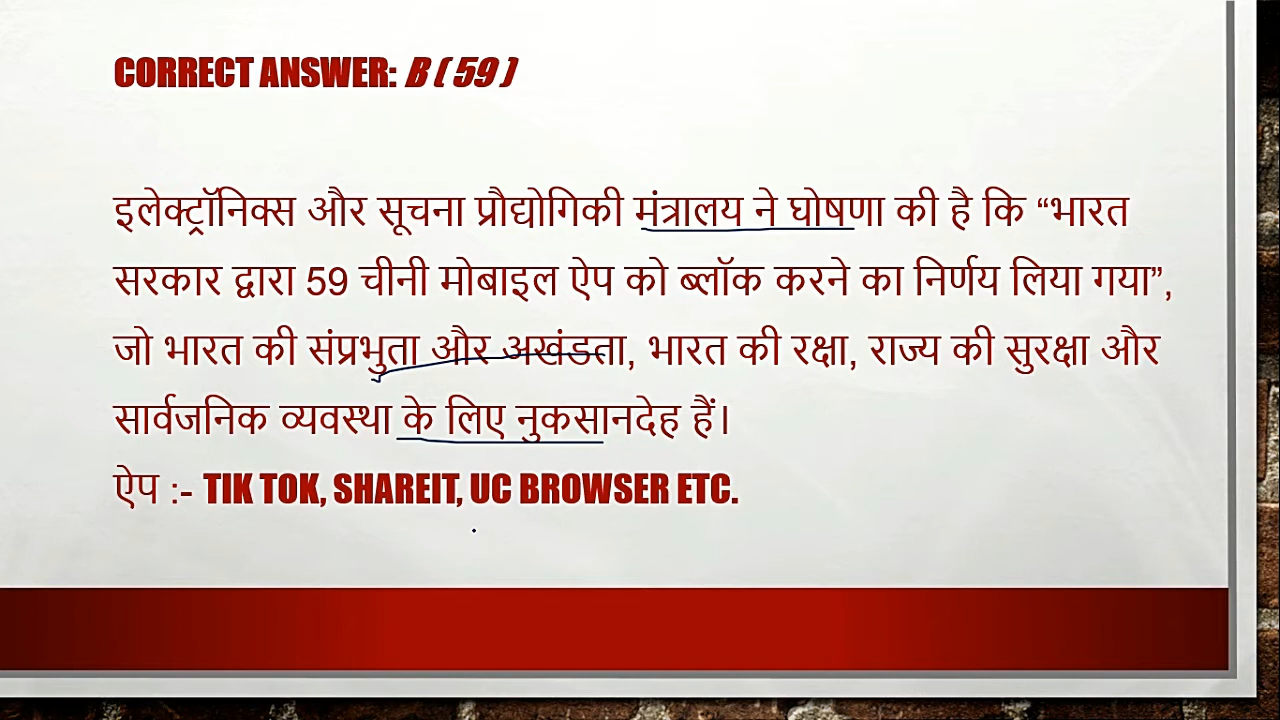 CORRECT ANSWER: B ( 59 )
इलेक्ट्रॉनिक्स और सूचना प्रौद्योगिकी मंत्रालय ने घोषणा की है कि “भारत
सरकार द्वारा 59 चीनी मोबाइल ऐप को ब्लॉक करने का निर्णय लिया गया”,
जो भारत की संप्रभुता और अखंडता, भारत की रक्षा, राज्य की सुरक्षा और
सार्वजनिक व्यवस्था के लिए नुकसानदेह हैं।
ऐप :- TIK TOK, SHAREIT, UC BROWSER ETC.